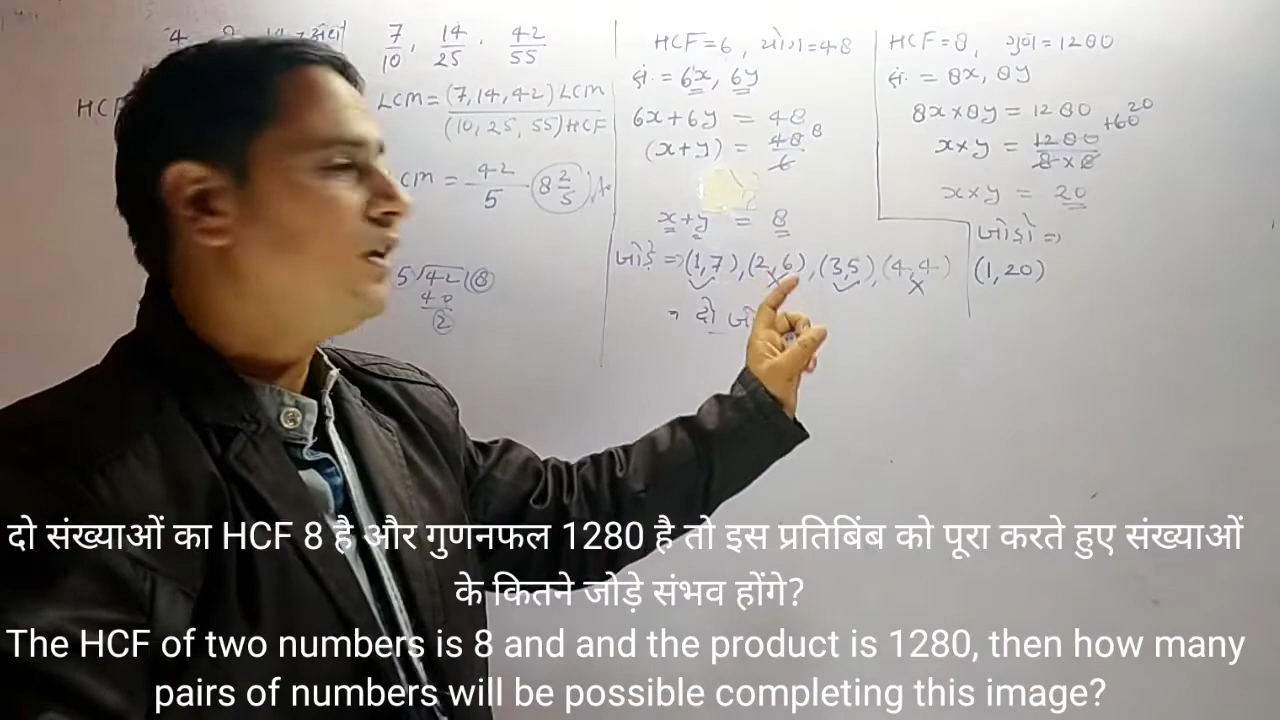 7/10, 14/25, 42/55
HCF
LCM = (7,14,42) LCM / (10,25,55) HCF
CM = 42/5 8 2/5
5√42 (8
40
2
HCF=6, योग=48
सं. = 6x, 6y
6x+6y = 48
(x+y) = 48/6 8
x+y = 8
जोड़े ⇒ (1,7), (2,6), (3,5), (4,4)
= दो
HCF=8, गुण=1280
सं. = 8x, 8y
8x×8y = 1280
x×y = 1280/8×8 20
x×y = 20
जोड़ो ⇒
(1,20)
दो संख्याओं का HCF 8 है और गुणनफल 1280 है तो इस प्रतिबिंब को पूरा करते हुए संख्याओं
के कितने जोड़े संभव होंगे?
The HCF of two numbers is 8 and and the product is 1280, then how many
pairs of numbers will be possible completing this image?